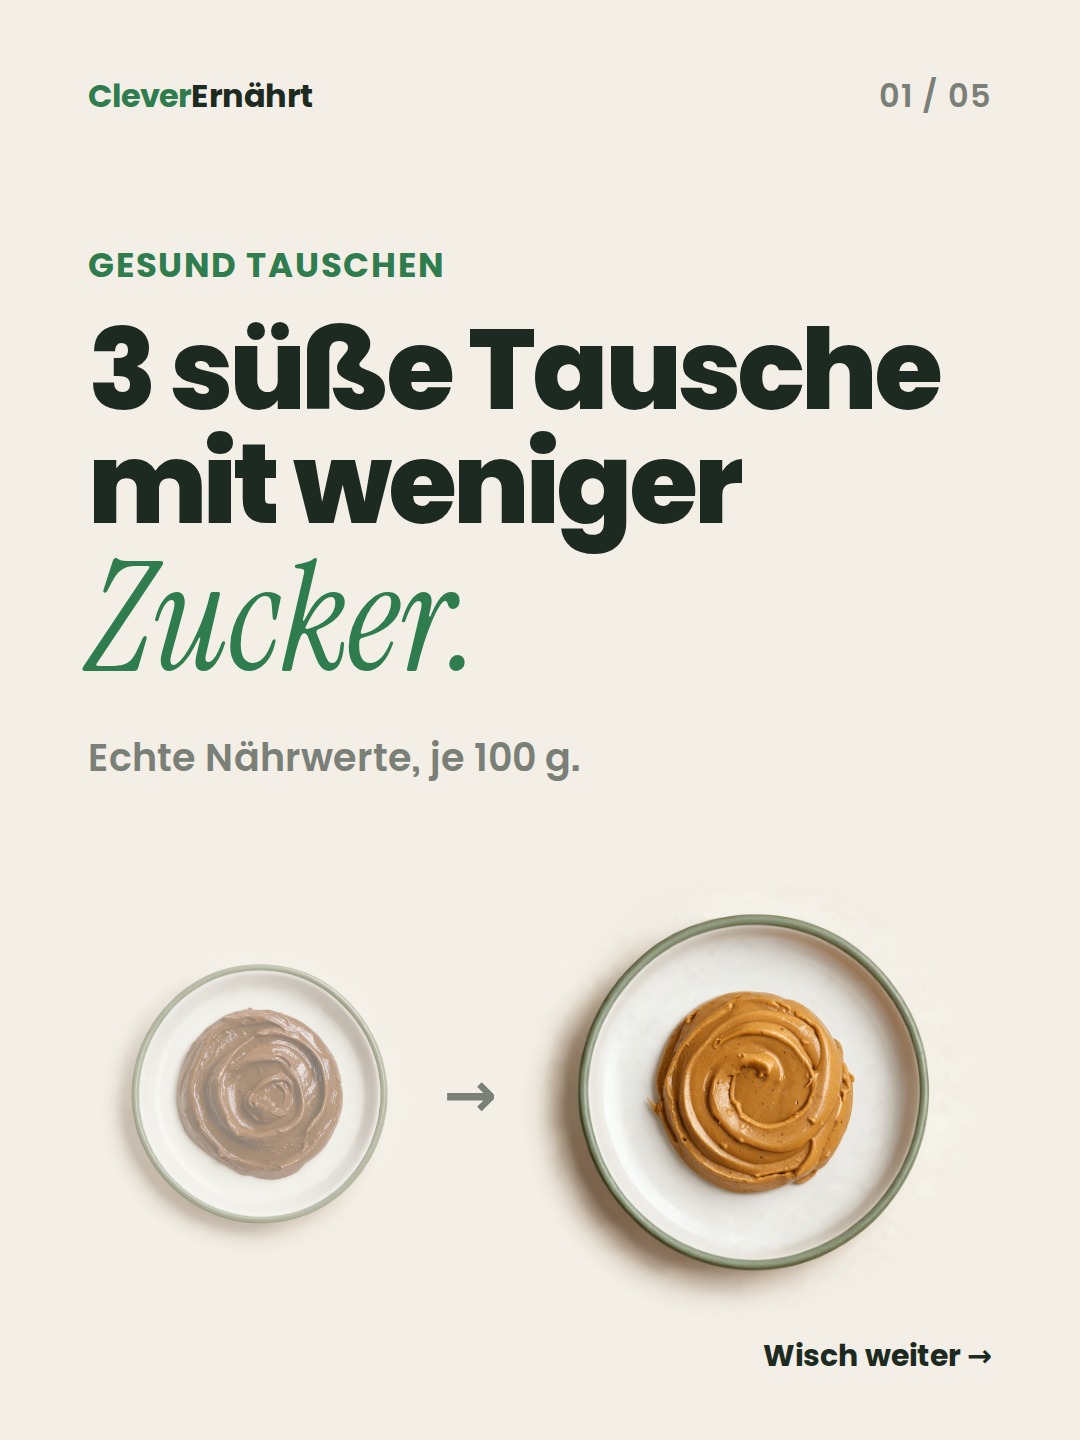 CleverErnährt
01 / 05
GESUND TAUSCHEN
3 süße Tausche
mit weniger
Zucker.
Echte Nährwerte, je 100 g.
→
Wisch weiter →